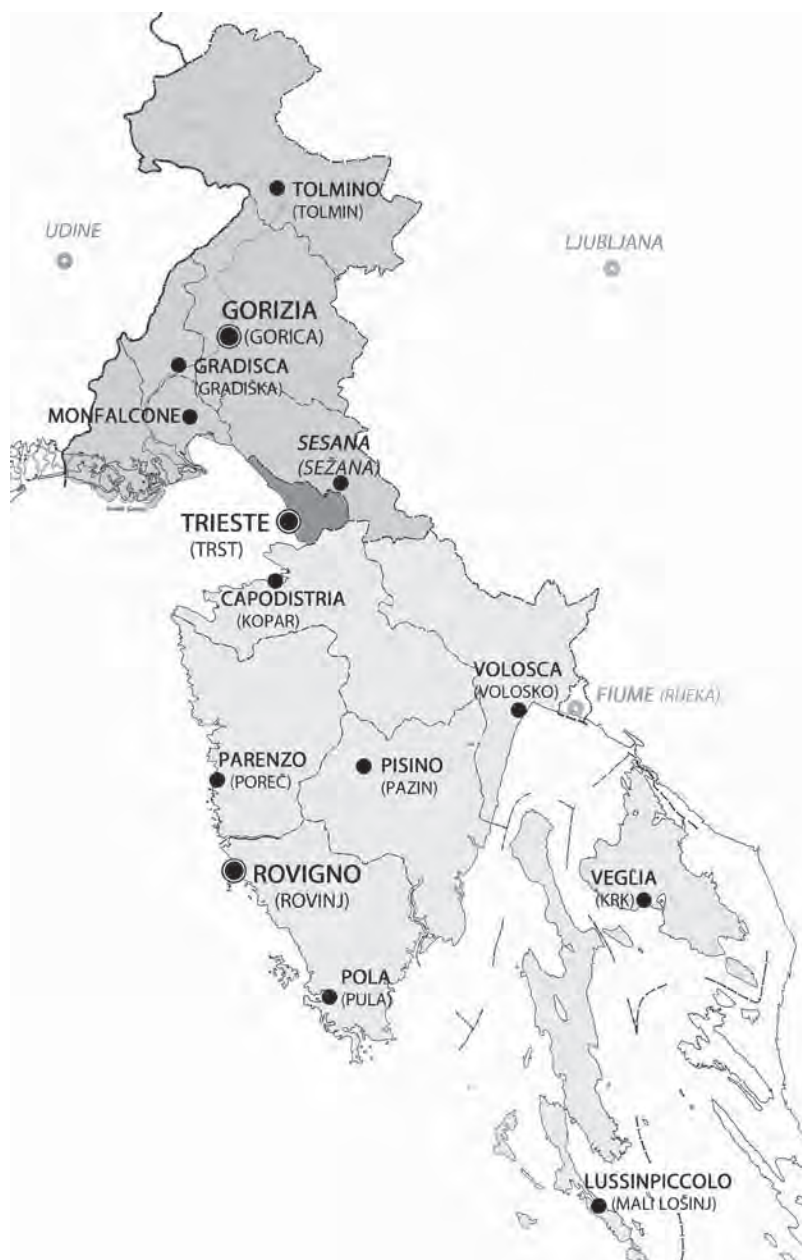 TOLMINO
(TOLMIN)
UDINE
LJUBLJANA
GORIZIA
(GORICA)
GRADISCA
(GRADIŠKA)
MONFALCONE
SESANA
(SEŽANA)
TRIESTE
(TRST)
CAPODISTRIA
(KOPAR)
VOLOSCA
(VOLOSKO)
FIUME (RIJEKA)
PARENZO
(POREČ)
PISINO
(PAZIN)
ROVIGNO
(ROVINJ)
VEGLIA
(KRK)
POLA
(PULA)
LUSSINPICCOLO
(MALI LOŠINJ)